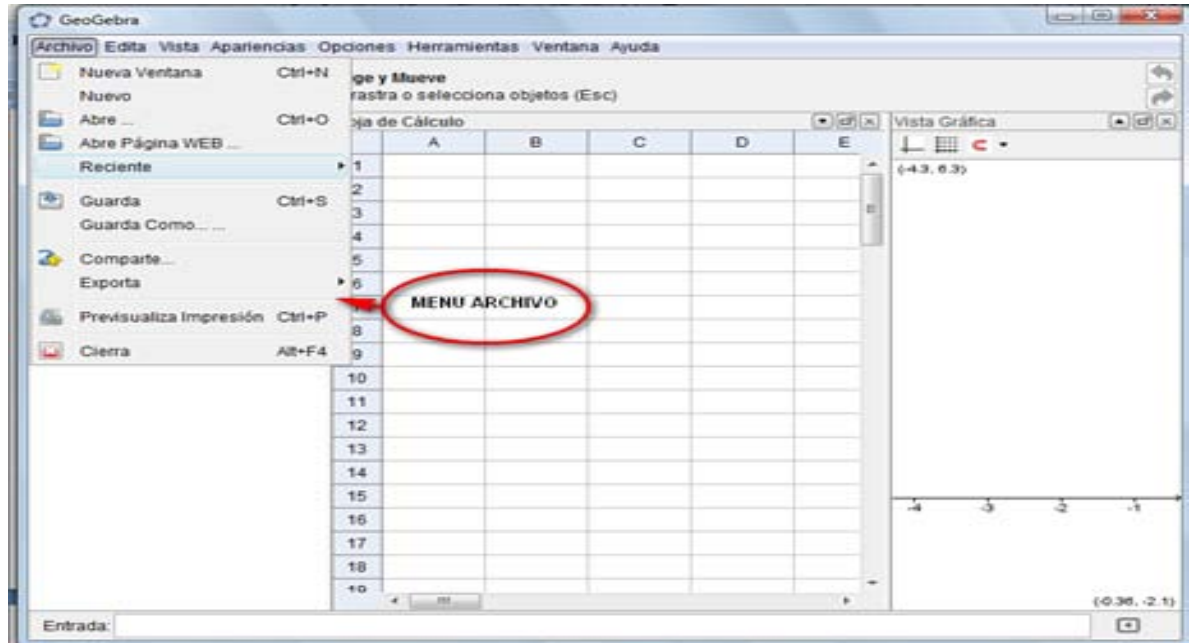 GeoGebra
Archivo Edita Vista Apariencias Opciones Herramientas Ventana Ayuda
Nueva Ventana Ctrl+N
Nuevo
Abre ... Ctrl+O
Abre Página WEB ...
Reciente
Guarda Ctrl+S
Guarda Como... ...
Comparte...
Exporta
Previsualiza Impresión Ctrl+P
Cierra Alt+F4
ge y Mueve
rastra o selecciona objetos (Esc)
oja de Cálculo
A B C D E
1
2
3
4
5
6
8
9
10
11
12
13
14
15
16
17
18
19
MENU ARCHIVO
Vista Gráfica
(-4.3, 6.3)
-4 -3 -2 -1
(-0.36, -2.1)
Entrada: